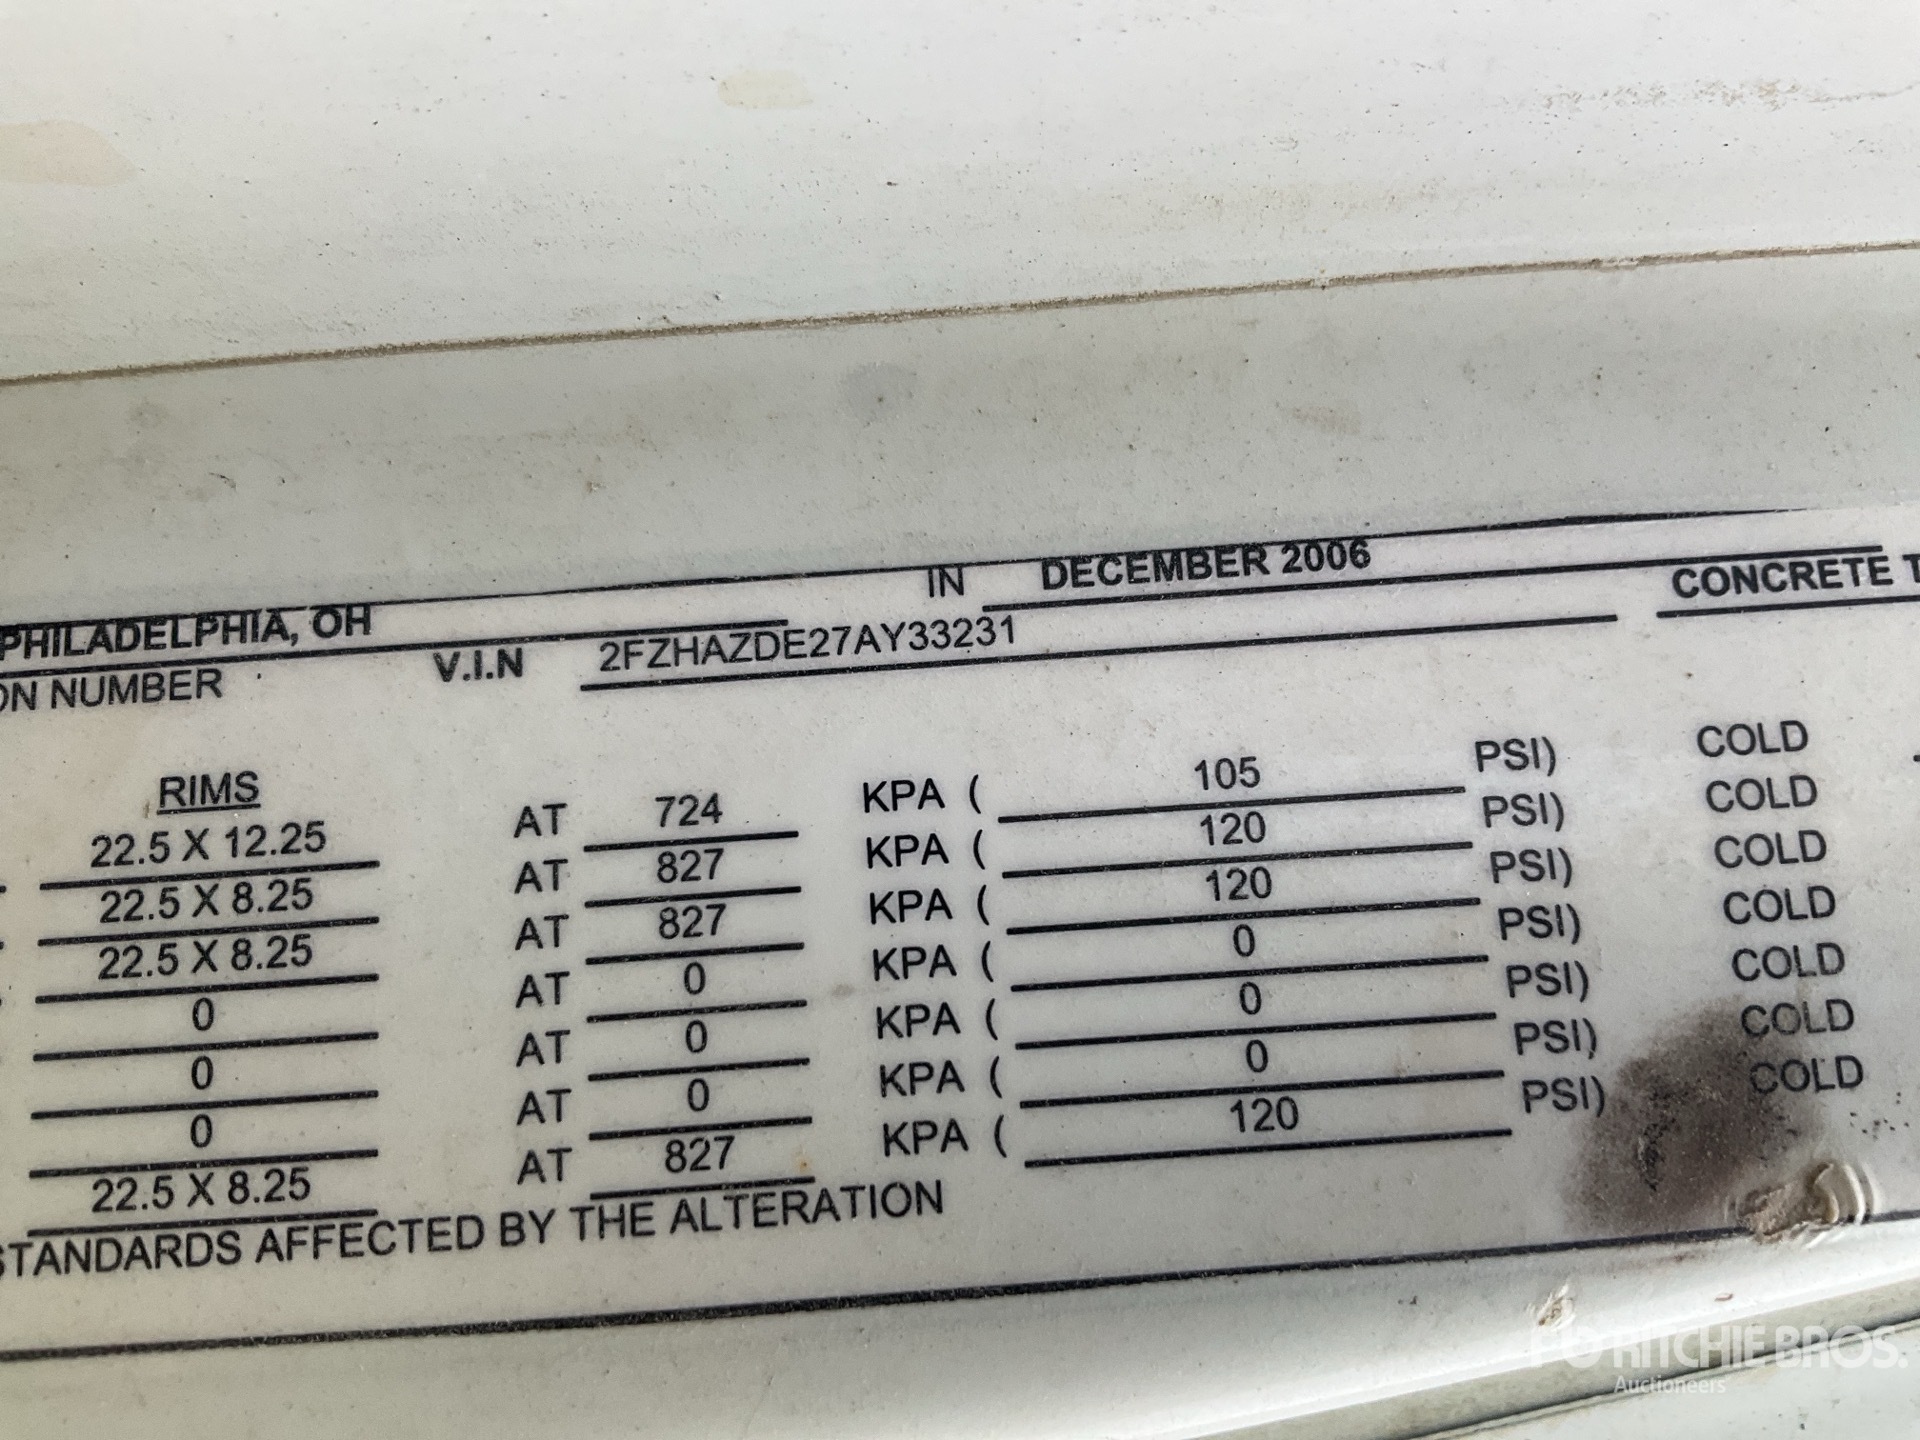 PHILADELPHIA, OH IN DECEMBER 2006
NUMBER V.I.N 2FZHAZDE27AY33231 CONCRETE
RIMS
22.5 X 12.25 AT 724 KPA ( 105 PSI) COLD
22.5 X 8.25 AT 827 KPA ( 120 PSI) COLD
22.5 X 8.25 AT 827 KPA ( 120 PSI) COLD
0 AT 0 KPA ( 0 PSI) COLD
0 AT 0 KPA ( 0 PSI) COLD
0 AT 0 KPA ( 0 PSI) COLD
22.5 X 8.25 AT 827 KPA ( 120 PSI) COLD
STANDARDS AFFECTED BY THE ALTERATION
RITCHIE BROS.
Auctioneers